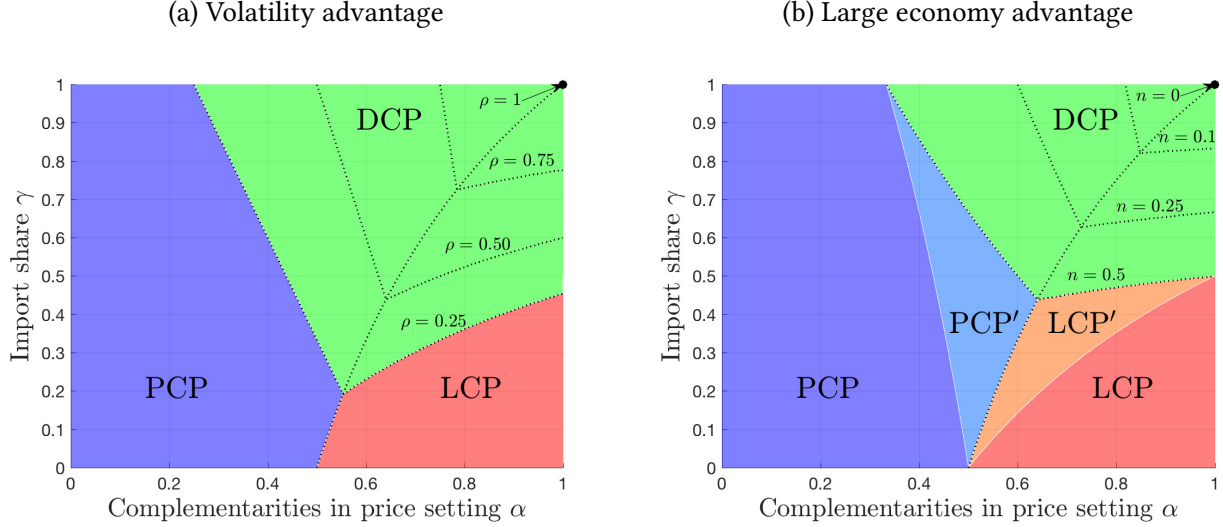 (a) Volatility advantage
1
0.9
0.8
0.7
0.6
0.5
0.4
0.3
0.2
0.1
0
Import share γ
PCP
DCP
LCP
ρ = 1
ρ = 0.75
ρ = 0.50
ρ = 0.25
0
0.2
0.4
0.6
0.8
1
Complementarities in price setting α
(b) Large economy advantage
1
0.9
0.8
0.7
0.6
0.5
0.4
0.3
0.2
0.1
0
Import share γ
PCP
PCP′
LCP′
DCP
LCP
n = 0
n = 0.1
n = 0.25
n = 0.5
0
0.2
0.4
0.6
0.8
1
Complementarities in price setting α